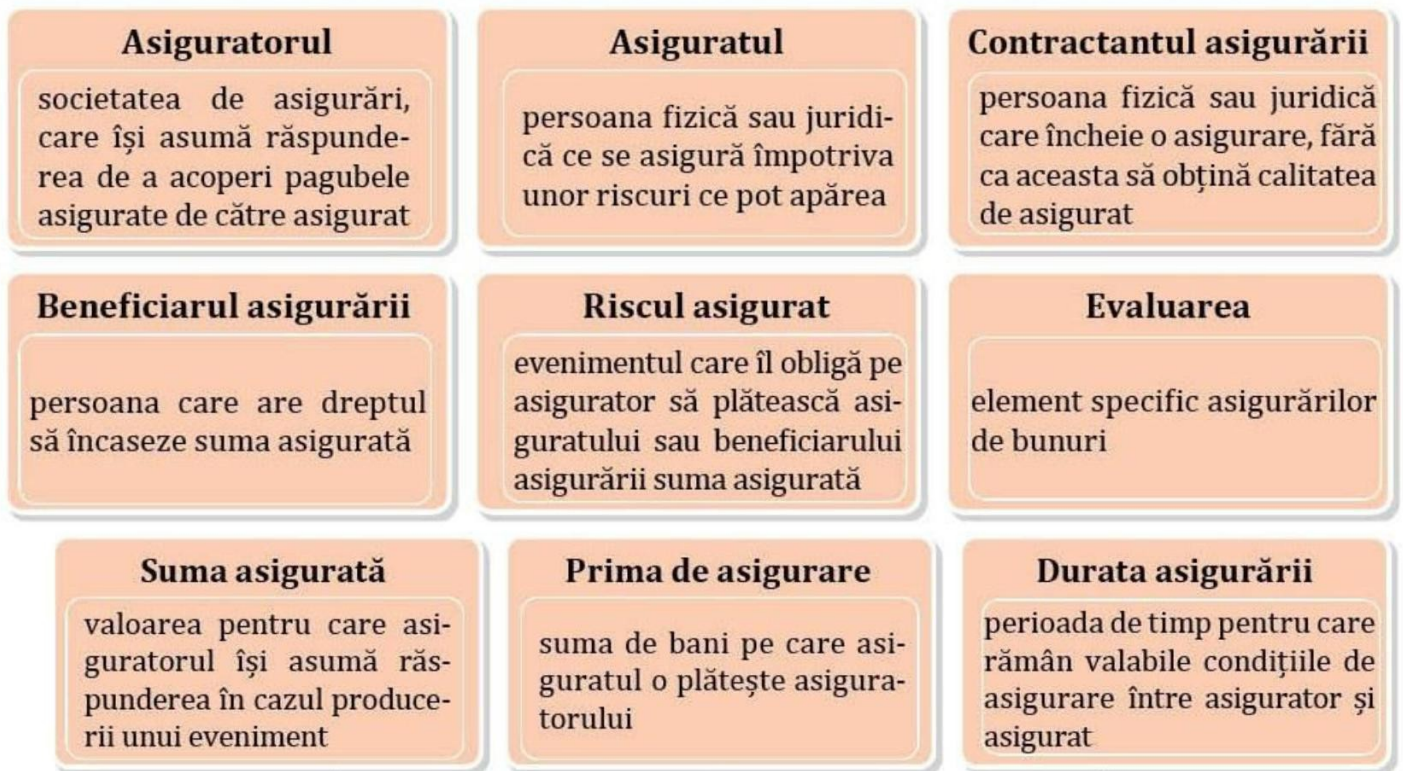 Asiguratorul
societatea de asigurări,
care își asumă răspunde-
rea de a acoperi pagubele
asigurate de către asigurat
Asiguratul
persoana fizică sau juridi-
că ce se asigură împotriva
unor riscuri ce pot apărea
Contractantul asigurării
persoana fizică sau juridică
care încheie o asigurare, fără
ca aceasta să obțină calitatea
de asigurat
Beneficiarul asigurării
persoana care are dreptul
să încaseze suma asigurată
Riscul asigurat
evenimentul care îl obligă pe
asigurator să plătească asi-
guratului sau beneficiarului
asigurării suma asigurată
Evaluarea
element specific asigurărilor
de bunuri
Suma asigurată
valoarea pentru care asi-
guratorul își asumă răs-
punderea în cazul produce-
rii unui eveniment
Prima de asigurare
suma de bani pe care asi-
guratul o plătește asigura-
torului
Durata asigurării
perioada de timp pentru care
rămân valabile condițiile de
asigurare între asigurator și
asigurat